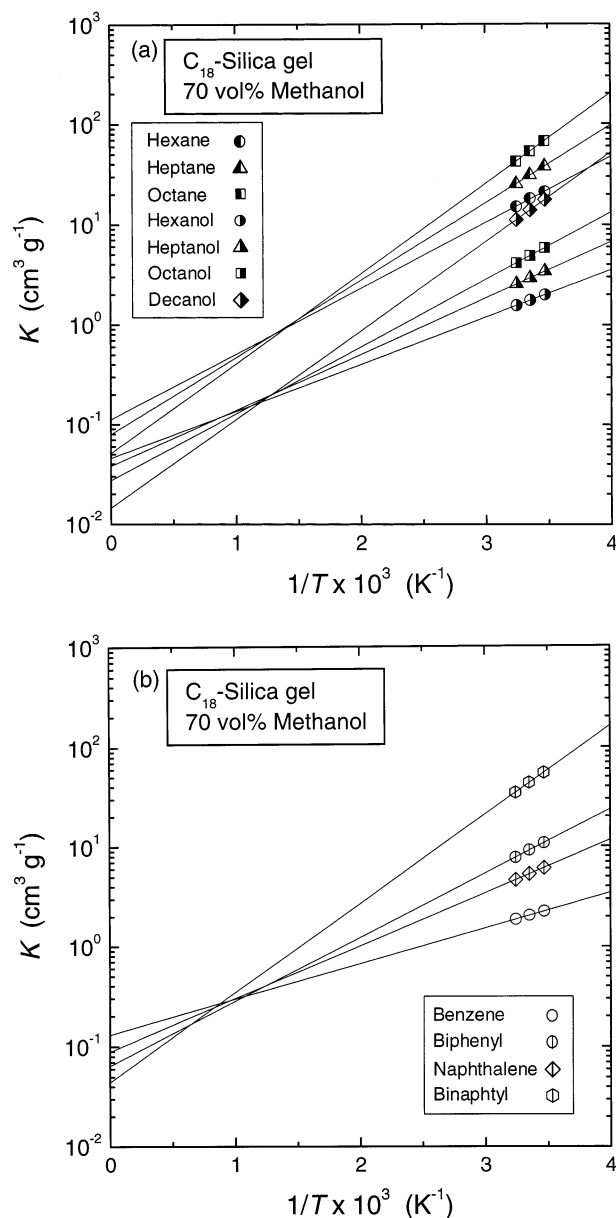 (a)
C₁₈-Silica gel
70 vol% Methanol
Hexane
Heptane
Octane
Hexanol
Heptanol
Octanol
Decanol
K (cm³ g⁻¹)
10³
10²
10¹
10⁰
10⁻¹
10⁻²
0 1 2 3 4
1/T x 10³ (K⁻¹)
(b)
C₁₈-Silica gel
70 vol% Methanol
K (cm³ g⁻¹)
10³
10²
10¹
10⁰
10⁻¹
10⁻²
Benzene
Biphenyl
Naphthalene
Binaphtyl
0 1 2 3 4
1/T x 10³ (K⁻¹)